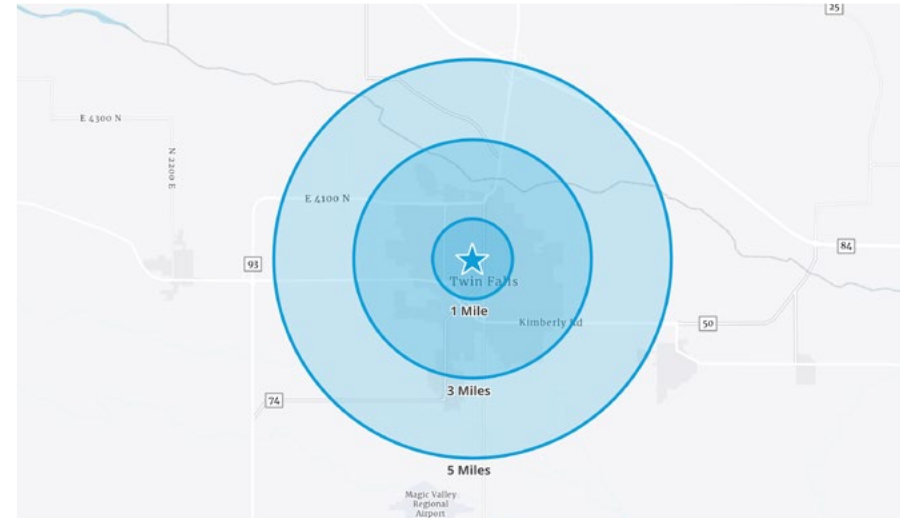 25
E 4300 N
N 2200 E
E 4100 N
84
93
Twin Falls
1 Mile
Kimberly Rd
50
3 Miles
74
5 Miles
Magic Valley
Regional
Airport